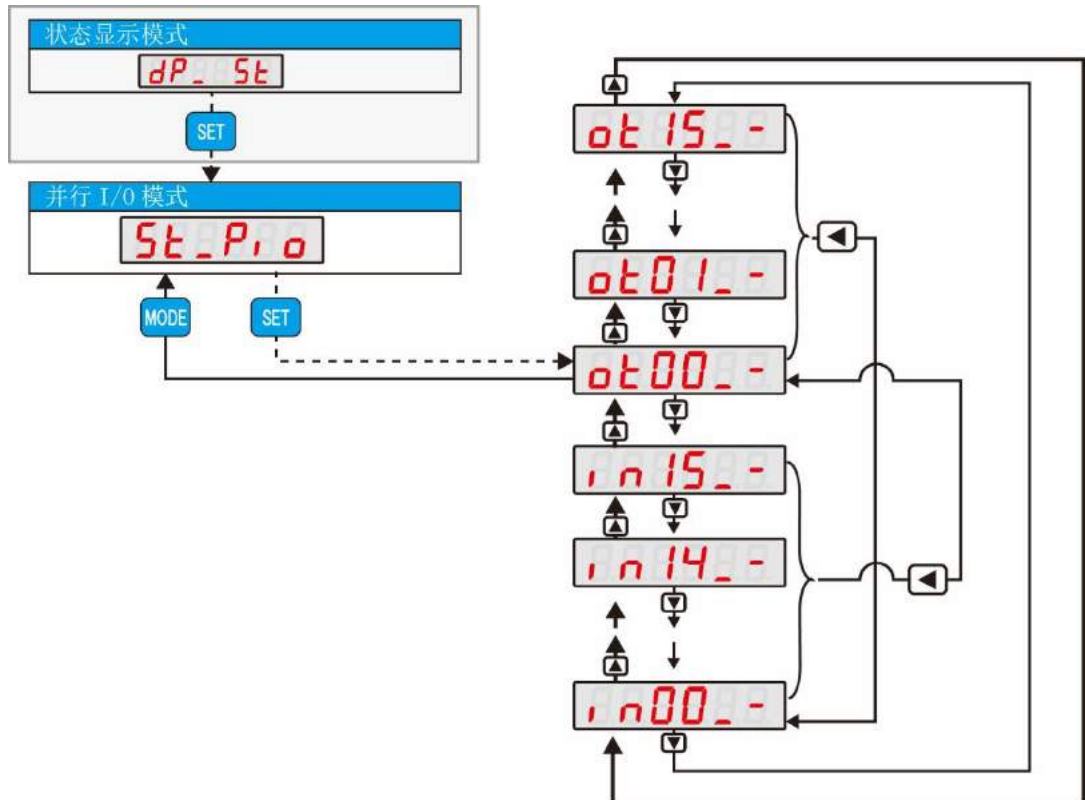 状态显示模式
dP_ St
SET
并行 I/0 模式
St_Pio
MODE
SET
ot15_-
ot01_-
ot00_-
in15_-
in14_-
in00_-